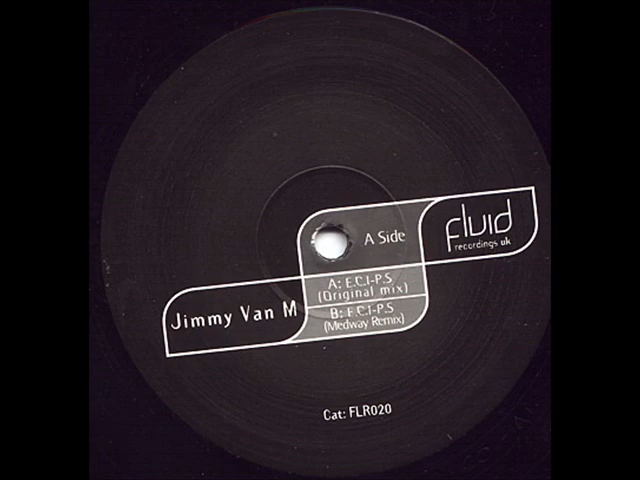 A Side
fluid
recordings uk
A: E.C.I-P.S
(Original mix)
Jimmy Van M
B: E.C.I-P.S
(Medway Remix)
Cat: FLR020